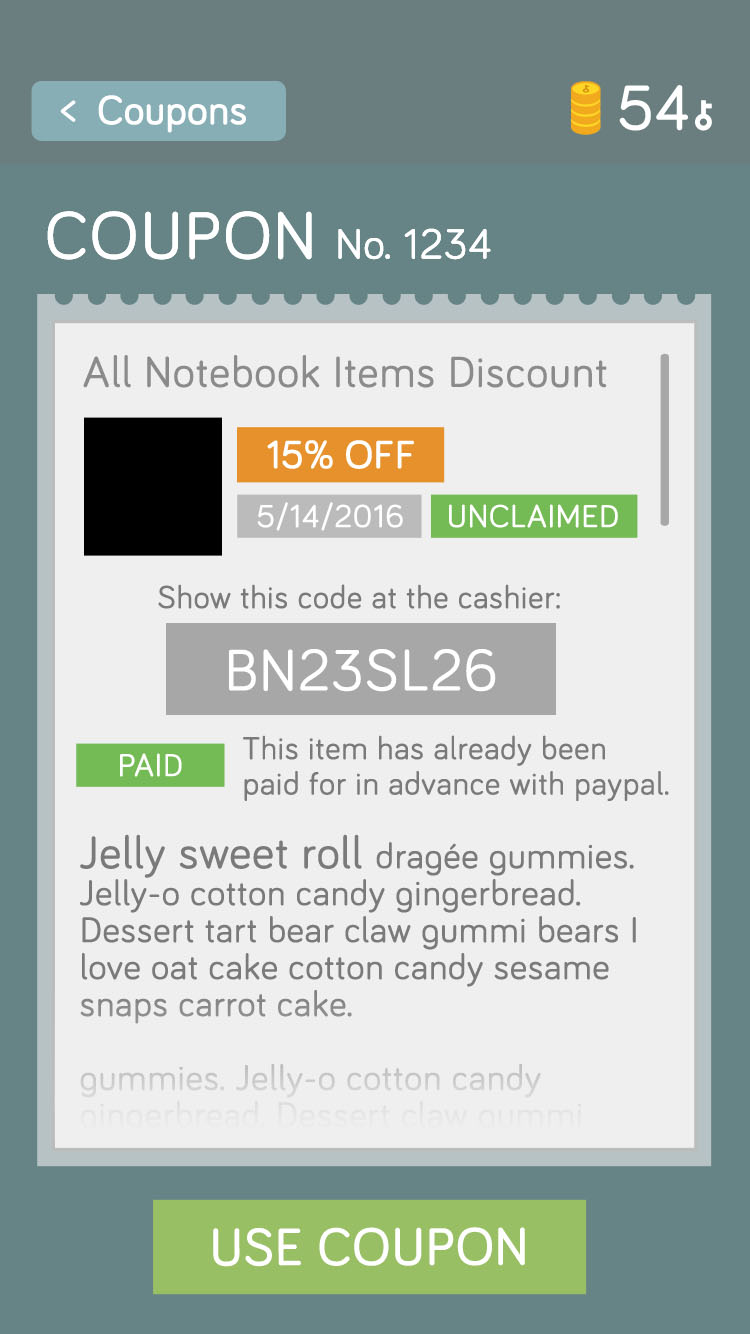 < Coupons
54
COUPON No. 1234
All Notebook Items Discount
15% OFF
5/14/2016 UNCLAIMED
Show this code at the cashier:
BN23SL26
PAID
This item has already been
paid for in advance with paypal.
Jelly sweet roll dragée gummies.
Jelly-o cotton candy gingerbread.
Dessert tart bear claw gummi bears I
love oat cake cotton candy sesame
snaps carrot cake.
gummies. Jelly-o cotton candy
gingerbread. Dessert claw gummi
USE COUPON